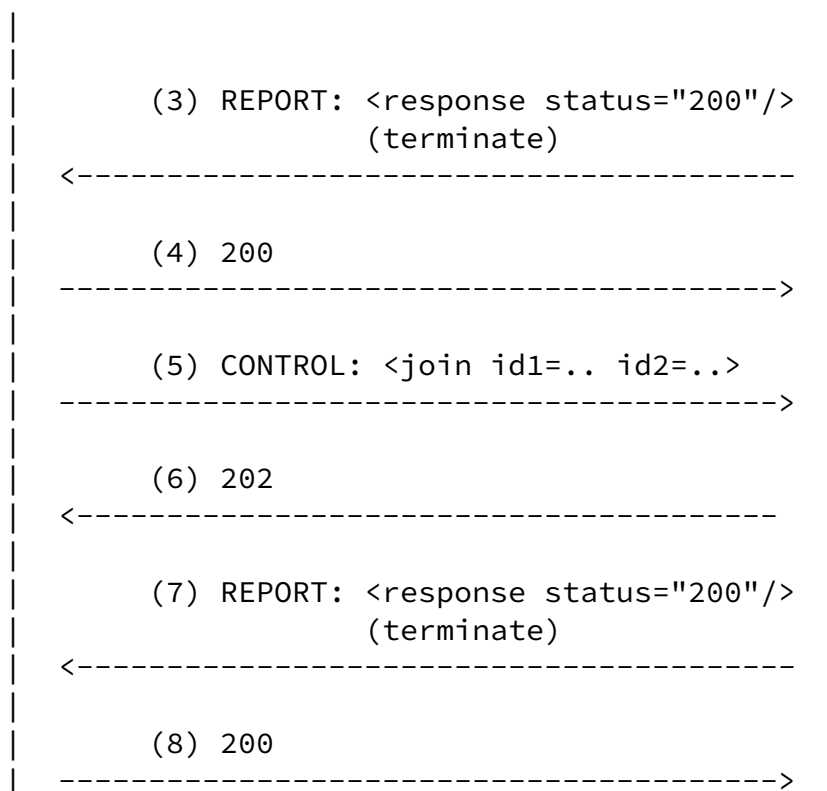 (3) REPORT: <response status="200"/>
(terminate)
<----------------------------------------
(4) 200
---------------------------------------->
(5) CONTROL: <join id1=.. id2=..>
---------------------------------------->
(6) 202
<---------------------------------------
(7) REPORT: <response status="200"/>
(terminate)
<----------------------------------------
(8) 200
---------------------------------------->